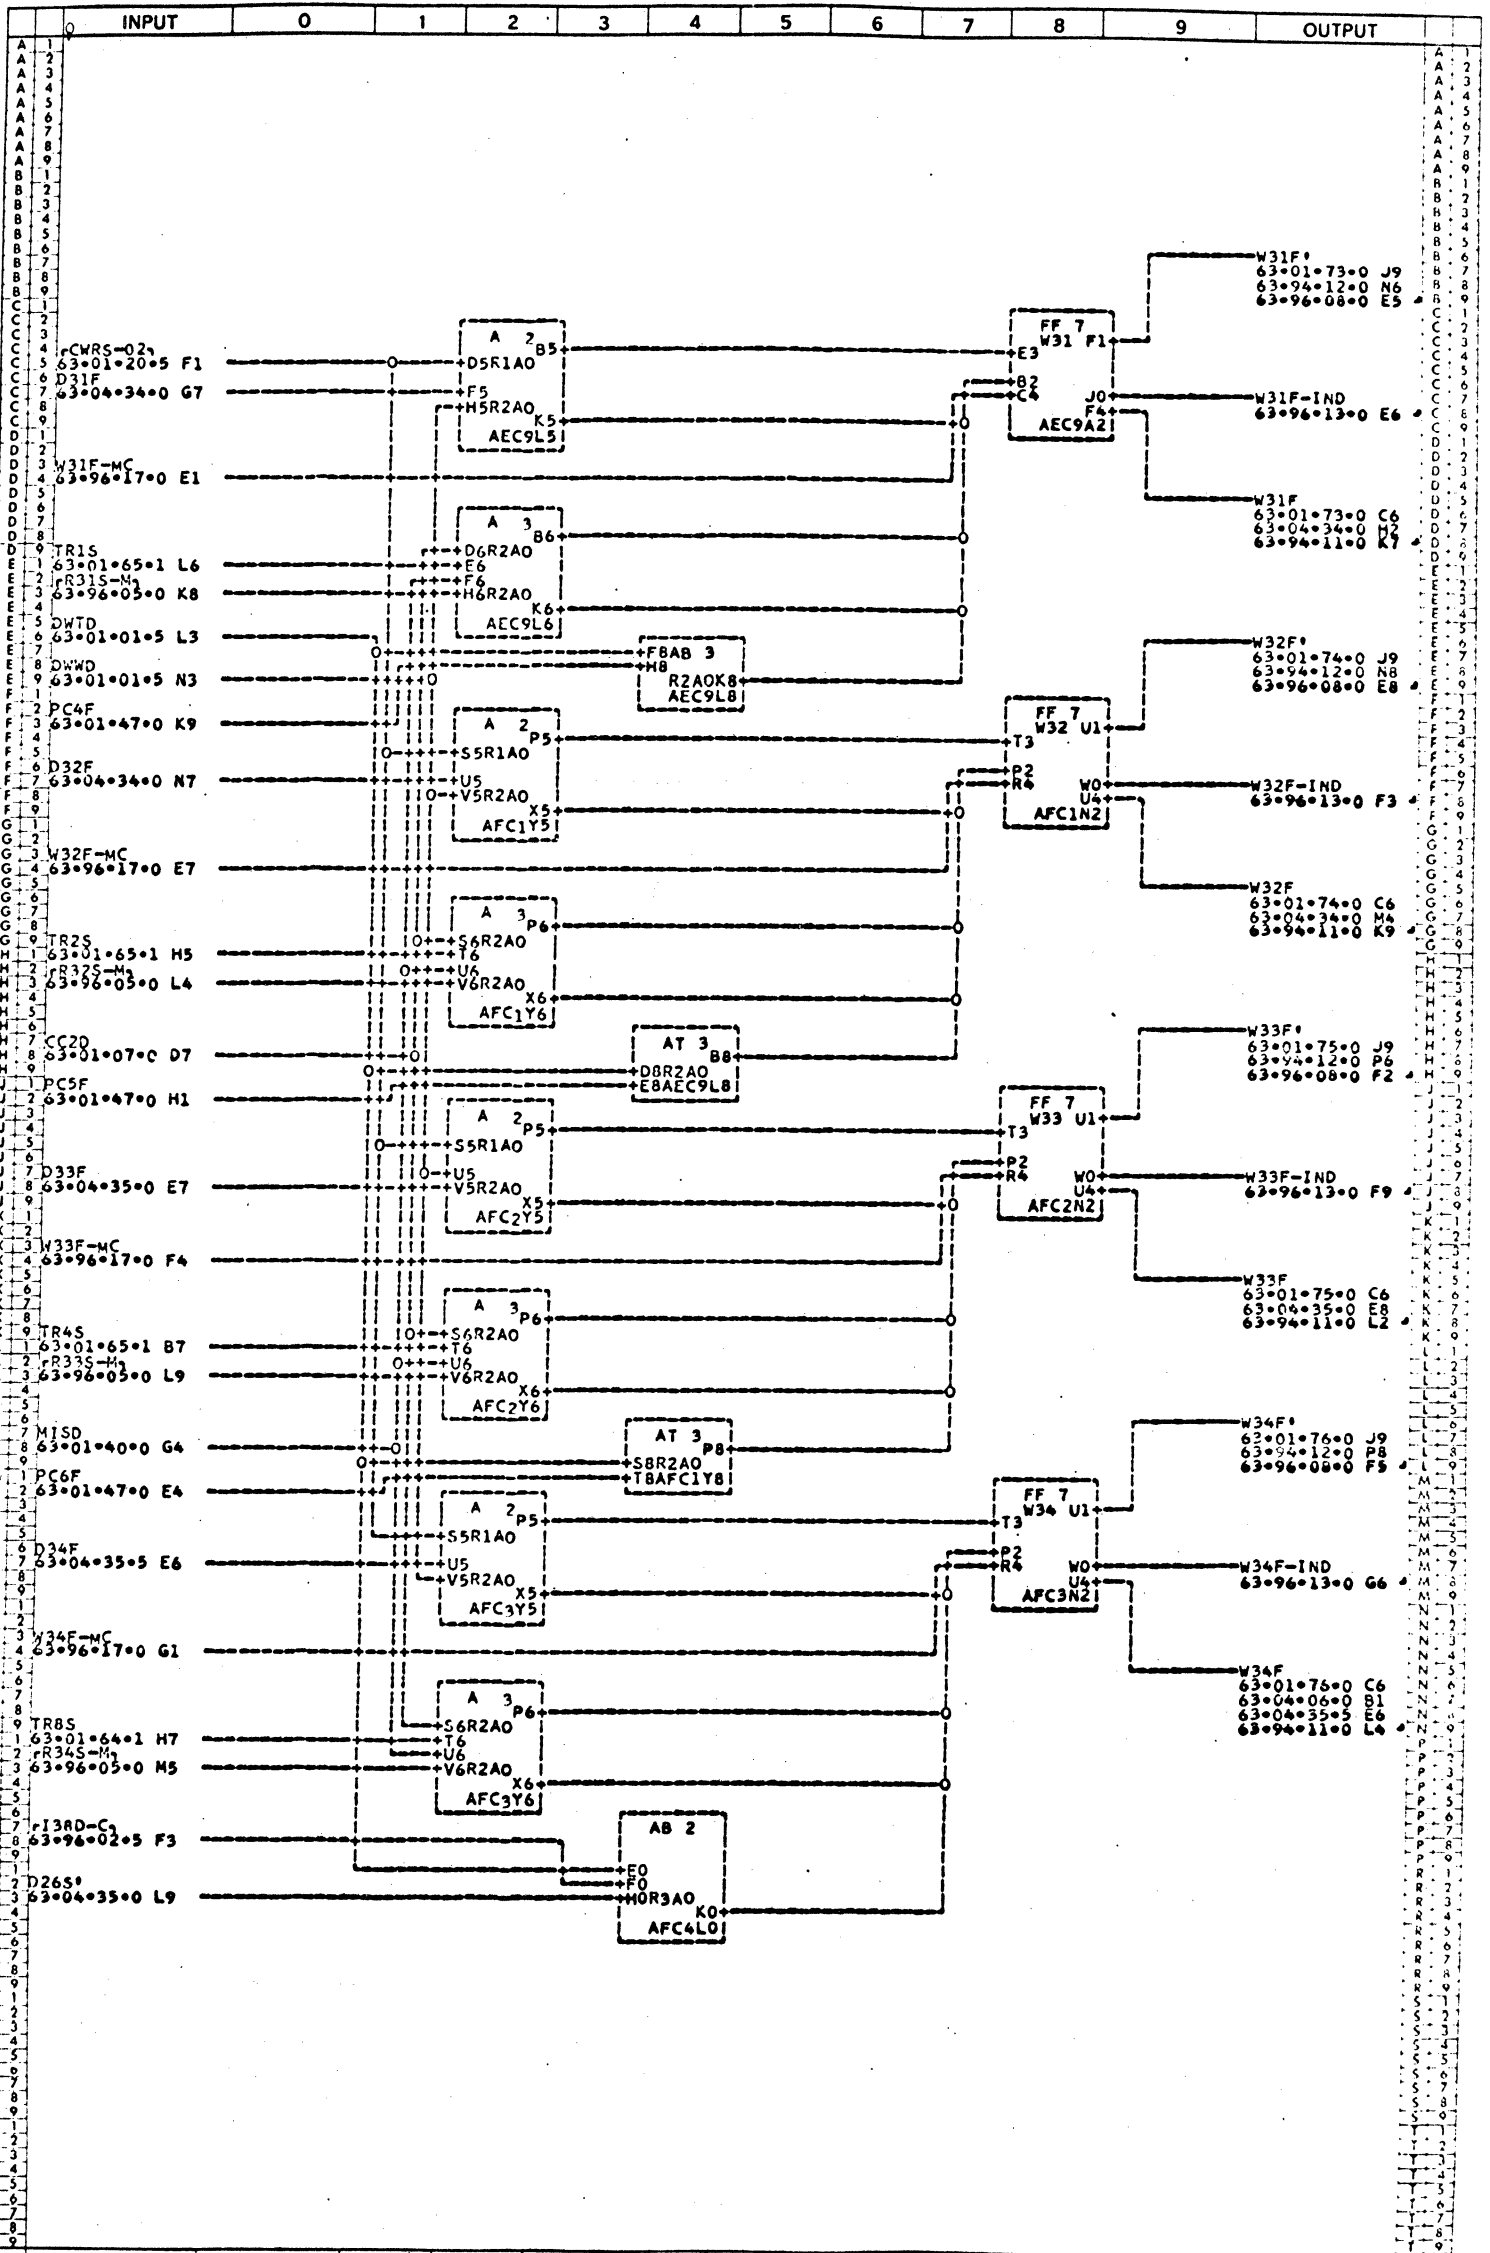 INPUT 0 1 2 3 4 5 6 7 8 9 OUTPUT
W31F'
63•01•73•0 J9
63•94•12•0 N6
63•96•08•0 E5
CWRS-02
63•01•20•5 F1
D31F
63•04•34•0 G7
A 2
B5
D5R1A0
F5
H5R2A0
K5
AEC9L5
FF 7
W31 F1
E3
B2
C4 J0
F4
AEC9A2
W31F-IND
63•96•13•0 E6
W31F-MC
63•96•17•0 E1
W31F
63•01•73•0 C6
63•04•34•0 H2
63•94•11•0 K7
TR1S
63•01•65•1 L6
R31S-M
63•96•05•0 K8
A 3
B6
D6R2A0
E6
F6
H6R2A0
K6
AEC9L6
DWTD
63•01•01•5 L3
DWWD
63•01•01•5 N3
F8AB 3
H8
R2A0K8
AEC9L8
W32F'
63•01•74•0 J9
63•94•12•0 N8
63•96•08•0 E8
PC4F
63•01•47•0 K9
D32F
63•04•34•0 N7
A 2
P5
S5R1A0
U5
V5R2A0
X5
AFC1Y5
FF 7
W32 U1
T3
P2
R4 W0
U4
AFC1N2
W32F-IND
63•96•13•0 F3
W32F-MC
63•96•17•0 E7
W32F
63•01•74•0 C6
63•04•34•0 M4
63•94•11•0 K9
TR2S
63•01•65•1 H5
R32S-M
63•96•05•0 L4
A 3
P6
S6R2A0
T6
U6
V6R2A0
X6
AFC1Y6
CC2D
63•01•07•0 D7
AT 3
B8
D8R2A0
E8AEC9L8
W33F'
63•01•75•0 J9
63•94•12•0 P6
63•96•08•0 F2
PC5F
63•01•47•0 H1
D33F
63•04•35•0 E7
A 2
P5
S5R1A0
U5
V5R2A0
X5
AFC2Y5
FF 7
W33 U1
T3
P2
R4 W0
U4
AFC2N2
W33F-IND
63•96•13•0 F9
W33F-MC
63•96•17•0 F4
W33F
63•01•75•0 C6
63•04•35•0 E8
63•94•11•0 L2
TR4S
63•01•65•1 B7
R33S-M
63•96•05•0 L9
A 3
P6
S6R2A0
T6
U6
V6R2A0
X6
AFC2Y6
MISD
63•01•40•0 G4
AT 3
P8
S8R2A0
T8AFC1Y8
W34F'
63•01•76•0 J9
63•94•12•0 P8
63•96•08•0 F5
PC6F
63•01•47•0 E4
D34F
63•04•35•5 E6
A 2
P5
S5R1A0
U5
V5R2A0
X5
AFC3Y5
FF 7
W34 U1
T3
P2
R4 W0
U4
AFC3N2
W34F-IND
63•96•13•0 G6
W34F-MC
63•96•17•0 G1
W34F
63•01•76•0 C6
63•04•06•0 B1
63•04•35•5 E6
63•94•11•0 L4
TR8S
63•01•64•1 H7
R34S-M
63•96•05•0 M5
A 3
P6
S6R2A0
T6
U6
V6R2A0
X6
AFC3Y6
I38D-C
63•96•02•5 F3
D26S'
63•04•35•0 L9
AB 2
E0
F0
H0R3A0
K0
AFC4L0